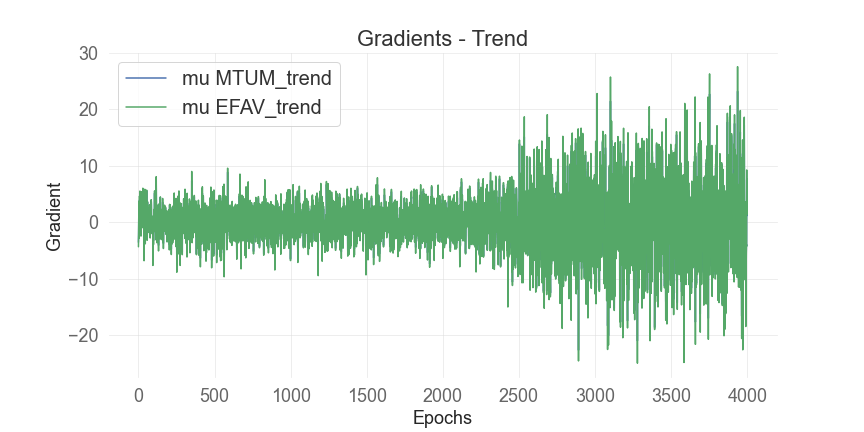 Gradients - Trend
mu MTUM_trend
mu EFAV_trend
Gradient
30
20
10
0
−10
−20
0 500 1000 1500 2000 2500 3000 3500 4000
Epochs